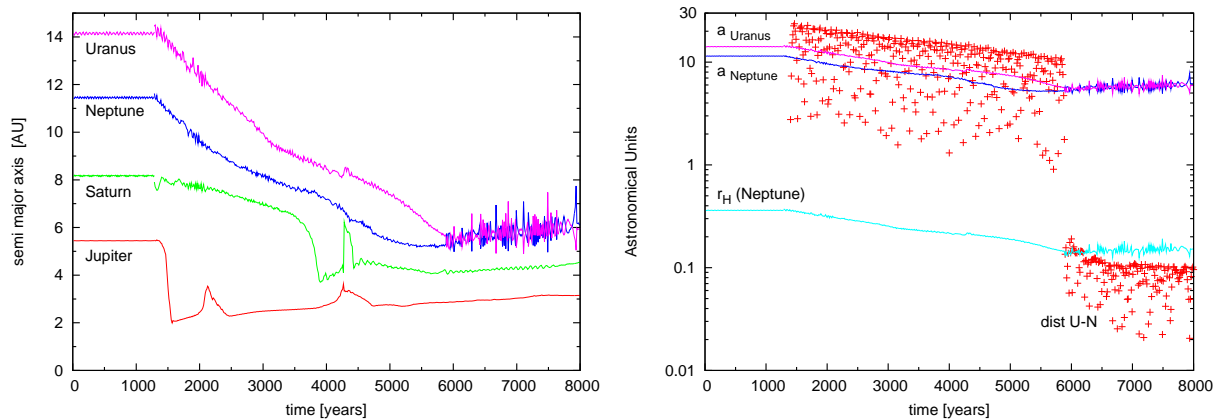 14
12
10
8
6
4
2
0
semi major axis [AU]
Uranus
Neptune
Saturn
Jupiter
0 1000 2000 3000 4000 5000 6000 7000 8000
time [years]
30
10
1
0.1
0.01
Astronomical Units
a Uranus
a Neptune
r_H (Neptune)
dist U-N
0 1000 2000 3000 4000 5000 6000 7000 8000
time [years]